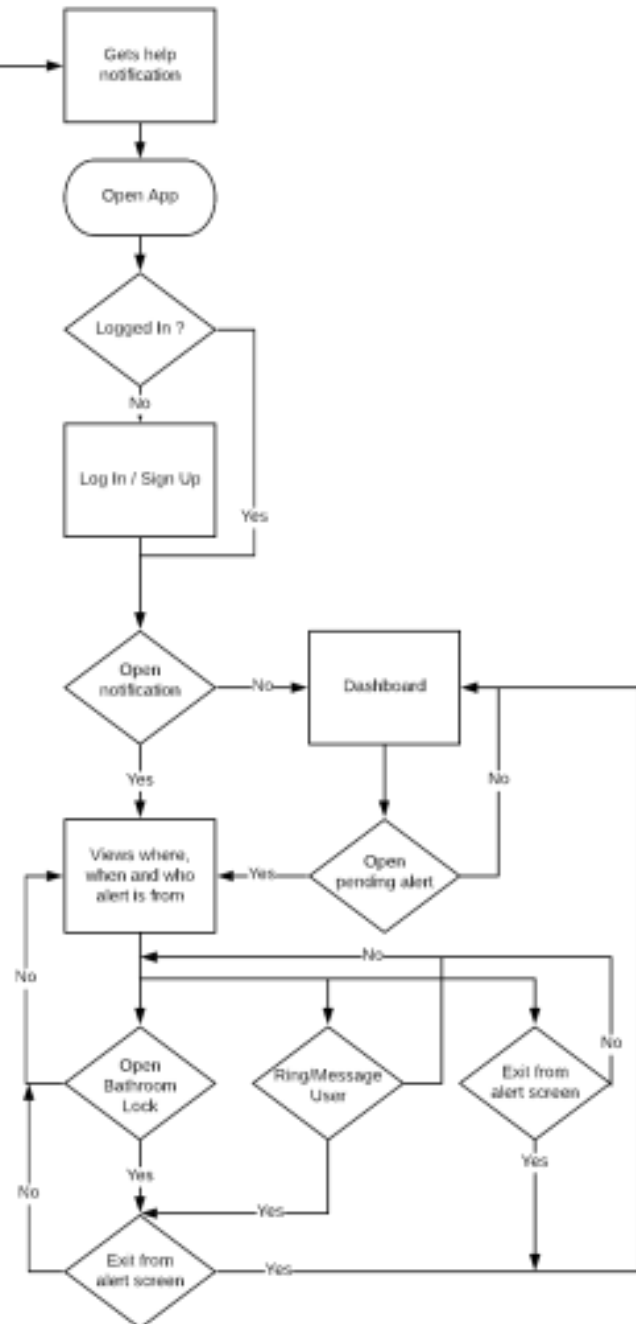 Gets help
notification
Open App
Logged In ?
No
Log In / Sign Up
Yes
Open
notification
No
Dashboard
Yes
No
Views where,
when and who
alert is from
Yes
Open
pending alert
No
No
No
Open
Bathroom
Lock
Ring/Message
User
Exit from
alert screen
Yes
Yes
No
Yes
Exit from
alert screen
Yes